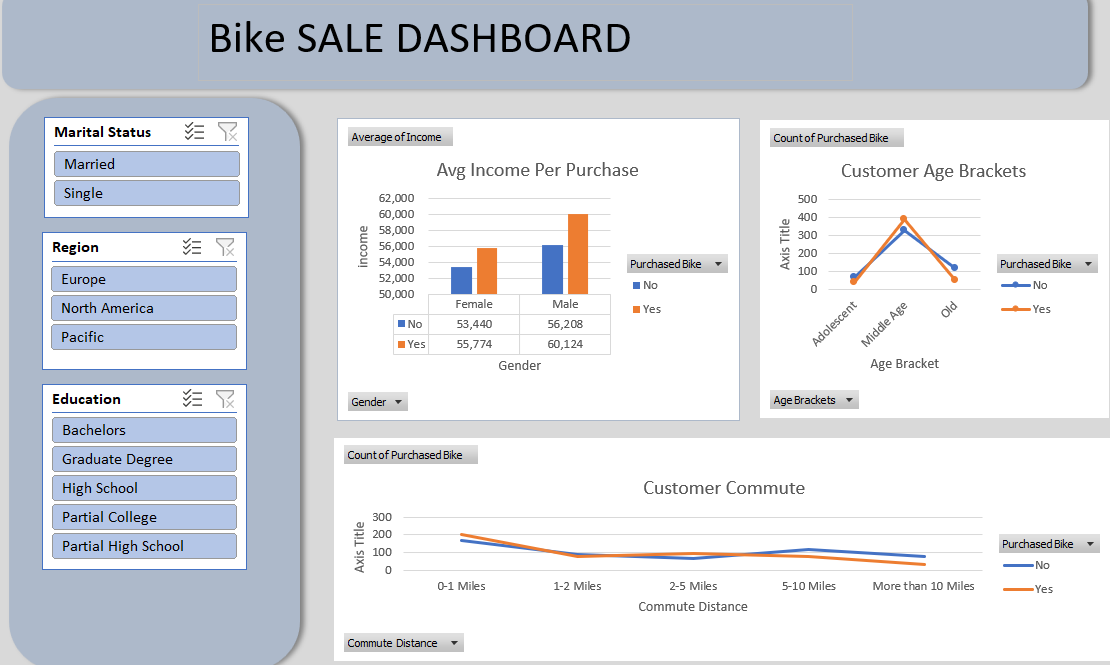 Bike SALE DASHBOARD
Marital Status
Married
Single
Region
Europe
North America
Pacific
Education
Bachelors
Graduate Degree
High School
Partial College
Partial High School
Average of Income
Avg Income Per Purchase
income
62,000
60,000
58,000
56,000
54,000
52,000
50,000
Female Male
No 53,440 56,208
Yes 55,774 60,124
Gender
Purchased Bike
No
Yes
Gender
Count of Purchased Bike
Customer Age Brackets
Axis Title
500
400
300
200
100
0
Adolescent Middle Age Old
Age Bracket
Purchased Bike
No
Yes
Age Brackets
Count of Purchased Bike
Customer Commute
Axis Title
300
200
100
0
0-1 Miles 1-2 Miles 2-5 Miles 5-10 Miles More than 10 Miles
Commute Distance
Purchased Bike
No
Yes
Commute Distance